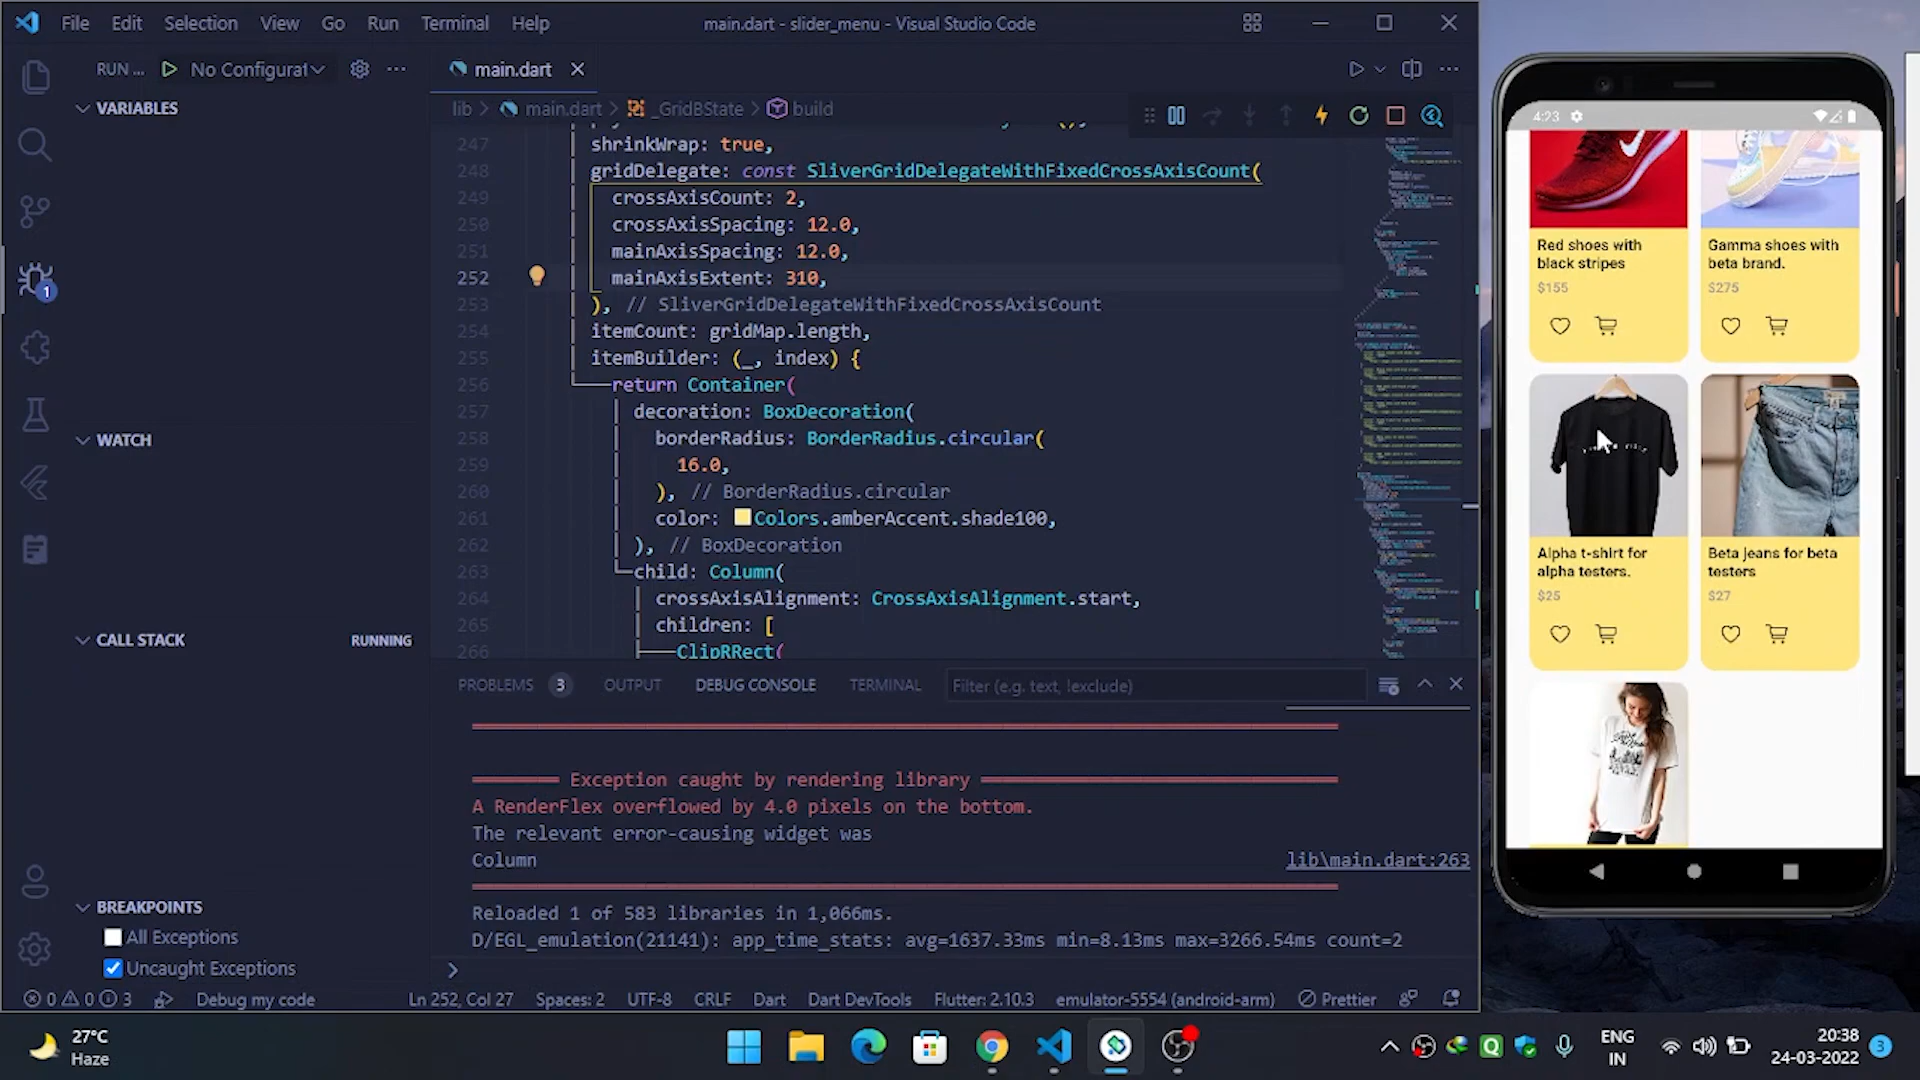 File Edit Selection View Go Run Terminal Help
main.dart - slider_menu - Visual Studio Code
RUN ... No Configurat
main.dart
VARIABLES
lib > main.dart > _GridBState > build
247 shrinkWrap: true,
248 gridDelegate: const SliverGridDelegateWithFixedCrossAxisCount(
249 crossAxisCount: 2,
250 crossAxisSpacing: 12.0,
251 mainAxisSpacing: 12.0,
252 mainAxisExtent: 310,
253 ), // SliverGridDelegateWithFixedCrossAxisCount
254 itemCount: gridMap.length,
255 itemBuilder: (_, index) {
256 return Container(
257 decoration: BoxDecoration(
258 borderRadius: BorderRadius.circular(
259 16.0,
260 ), // BorderRadius.circular
261 color: Colors.amberAccent.shade100,
262 ), // BoxDecoration
263 child: Column(
264 crossAxisAlignment: CrossAxisAlignment.start,
265 children: [
266 ClipRRect(
1
WATCH
CALL STACK RUNNING
BREAKPOINTS
All Exceptions
Uncaught Exceptions
PROBLEMS 3 OUTPUT DEBUG CONSOLE TERMINAL Filter (e.g. text, !exclude)
Exception caught by rendering library
A RenderFlex overflowed by 4.0 pixels on the bottom.
The relevant error-causing widget was
Column lib\main.dart:263
Reloaded 1 of 583 libraries in 1,066ms.
D/EGL_emulation(21141): app_time_stats: avg=1637.33ms min=8.13ms max=3266.54ms count=2
0 0 3 Debug my code Ln 252, Col 27 Spaces: 2 UTF-8 CRLF Dart Dart DevTools Flutter: 2.10.3 emulator-5554 (android-arm) Prettier
4:23
Red shoes with
black stripes
$155
Gamma shoes with
beta brand.
$275
Alpha t-shirt for
alpha testers.
$25
Beta jeans for beta
testers
$27
27°C
Haze
ENG
IN
20:38
24-03-2022
3